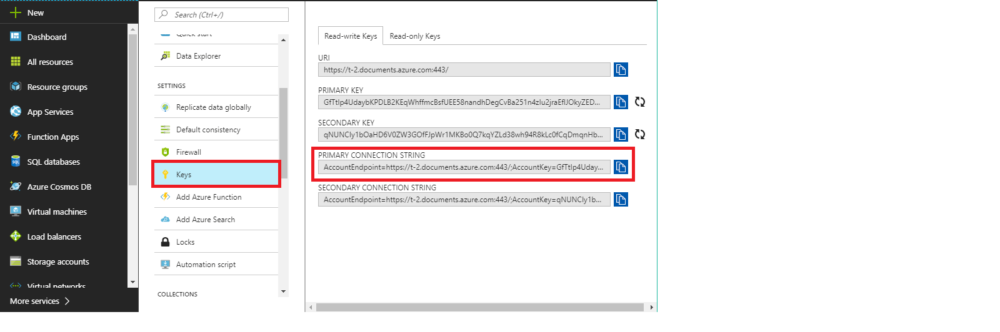 New
Dashboard
All resources
Resource groups
App Services
Function Apps
SQL databases
Azure Cosmos DB
Virtual machines
Load balancers
Storage accounts
Virtual networks
More services
Search (Ctrl+/)
Quick start
Data Explorer
SETTINGS
Replicate data globally
Default consistency
Firewall
Keys
Add Azure Function
Add Azure Search
Locks
Automation script
COLLECTIONS
Read-write Keys Read-only Keys
URI
https://t-2.documents.azure.com:443/
PRIMARY KEY
GfTtIp4UdaybKPDLB2KEqWhffmcBsfUEE58nandhDegCvBa251n4zIu2jraEflJOkyZED...
SECONDARY KEY
qNUNCly1bOaHD6V0ZW3GOfFJpWr1MKBo0Q7kqYZLd38wh94R8kLc0fCqDmqnHb...
PRIMARY CONNECTION STRING
AccountEndpoint=https://t-2.documents.azure.com:443/;AccountKey=GfTtIp4Uday...
SECONDARY CONNECTION STRING
AccountEndpoint=https://t-2.documents.azure.com:443/;AccountKey=qNUNCly1b...